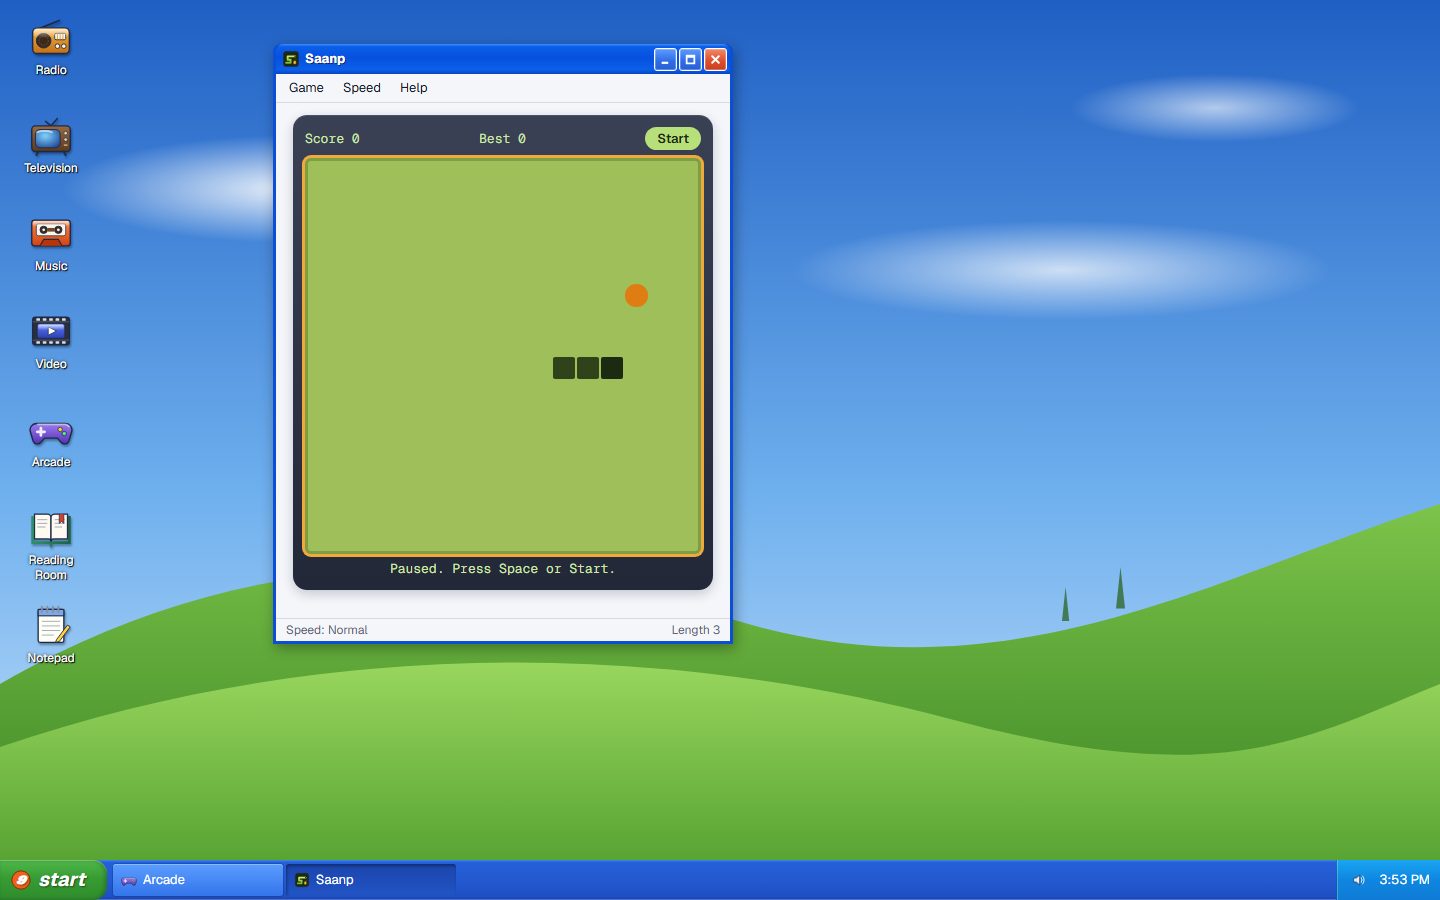 Radio
Television
Music
Video
Arcade
Reading
Room
Notepad
Saanp
Game Speed Help
Score 0 Best 0 Start
Paused. Press Space or Start.
Speed: Normal Length 3
start Arcade Saanp 3:53 PM